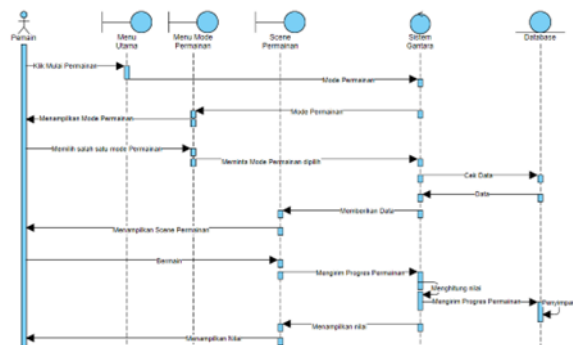 Pemain
Menu
Utama
Menu Mode
Permainan
Scene
Permainan
Sistem
Gantara
Database
Klik Mulai Permainan
Mode Permainan
Mode Permainan
Menampilkan Mode Permainan
Memilih salah satu mode Permainan
Meminta Mode Permainan dipilih
Cek Data
Data
Memberikan Data
Menampilkan Scene Permainan
Bermain
Mengirim Progres Permainan
Menghitung nilai
Mengirim Progres Permainan
Penyimpa
Menampilkan nilai
Menampilkan Nilai